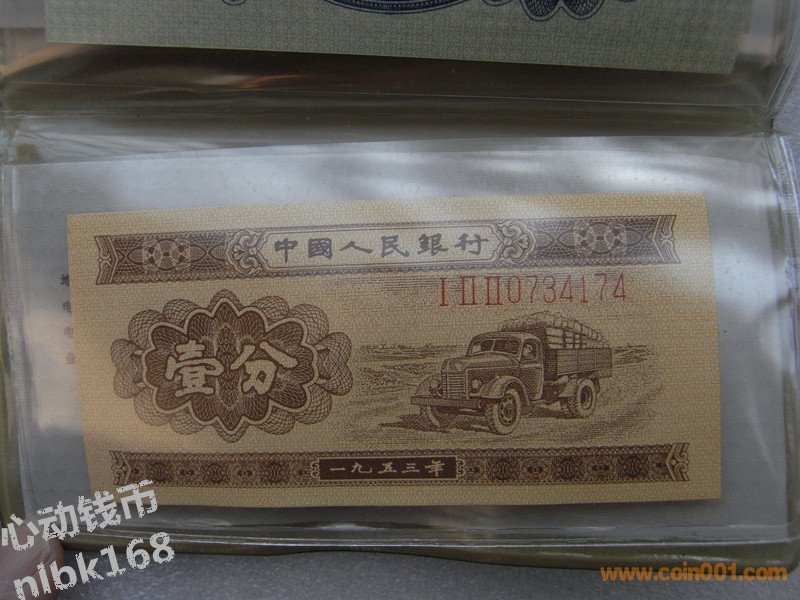 中國人民銀行
I II II 0734174
壹分
一九五三年
心动钱币
nlbk168
www.coin001.com